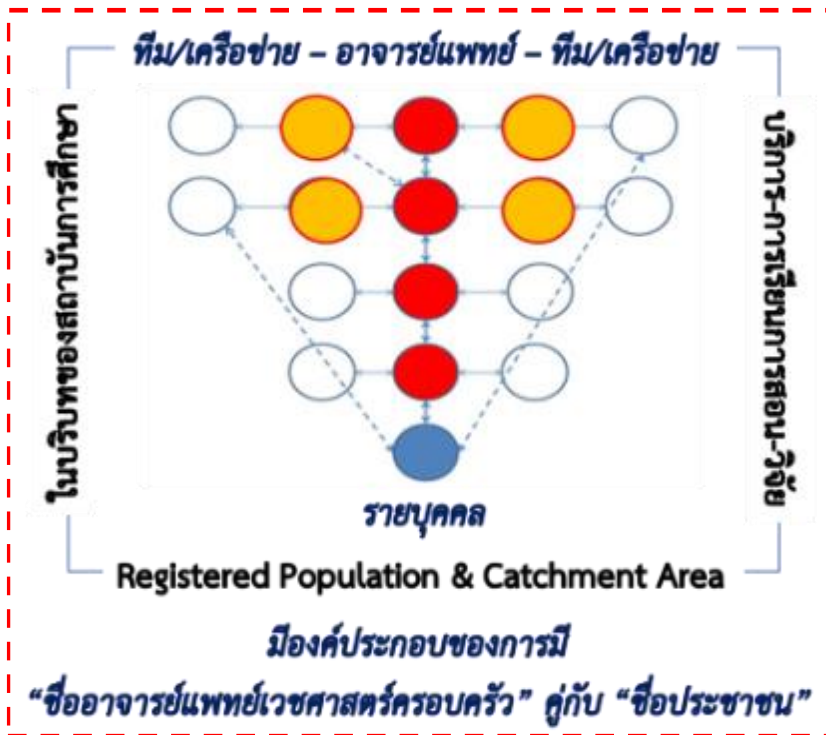 ทีม/เครือข่าย – อาจารย์แพทย์ – ทีม/เครือข่าย
ในบริบทของสถาบันการศึกษา
บริการ-การเรียนการสอน-วิจัย
รายบุคคล
Registered Population & Catchment Area
มีองค์ประกอบของการมี
“ชื่ออาจารย์แพทย์เวชศาสตร์ครอบครัว” คู่กับ “ชื่อประชาชน”